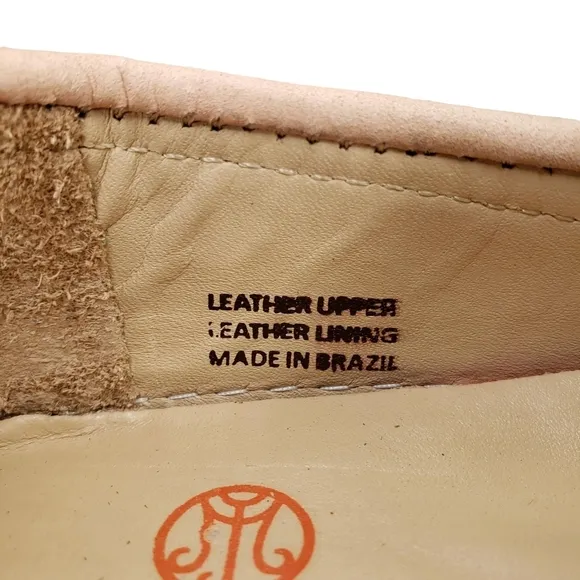 LEATHER UPPER
LEATHER LINING
MADE IN BRAZIL